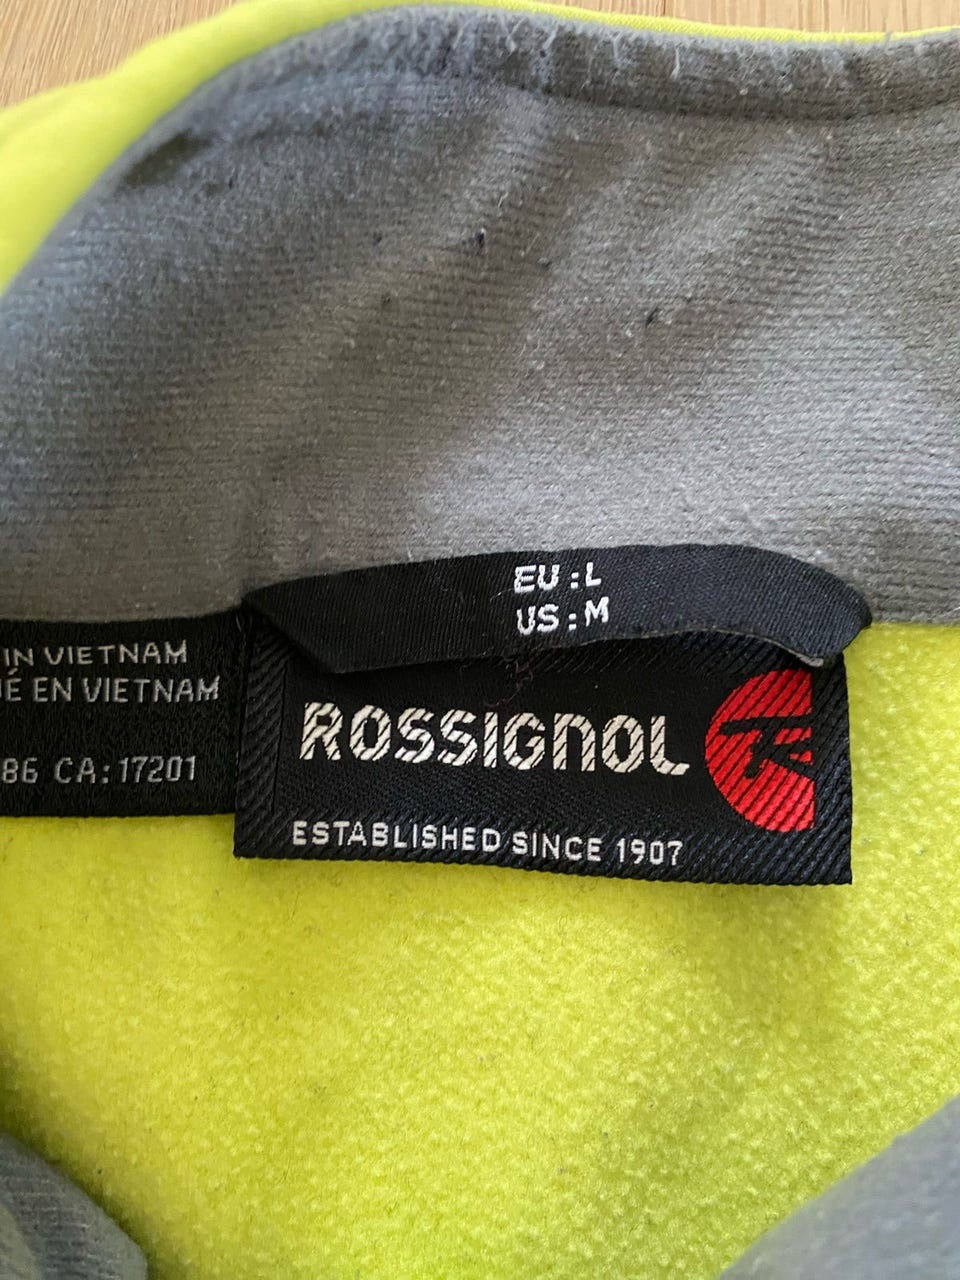 EU:L
US:M
IN VIETNAM
EN VIETNAM
86 CA:17201
ROSSIGNOL
ESTABLISHED SINCE 1907